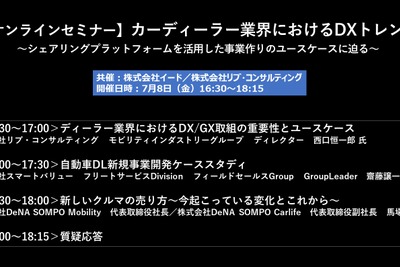 ンラインセミナー】カーディーラー業界におけるDXトレン
～シェアリングプラットフォームを活用した事業作りのユースケースに迫る～
共催：株式会社イード／株式会社リブ・コンサルティング
開催日時：7月8日（金）16:30～18:15
30～17:00＞ディーラー業界におけるDX/GX取組の重要性とユースケース
社リブ・コンサルティング　モビリティインダストリーグループ　ディレクター　西口恒一郎 氏
00～17:30＞自動車DL新規事業開発ケーススタディ
社スマートバリュー　フリートサービスDivision　フィールドセールスGroup　GroupLeader　齋藤譲一
30～18:00＞新しいクルマの売り方～今起こっている変化とこれから～
社DeNA SOMPO Mobility　代表取締役社長／株式会社DeNA SOMPO Carlife　代表取締役副社長　馬場
00～18:15＞質疑応答